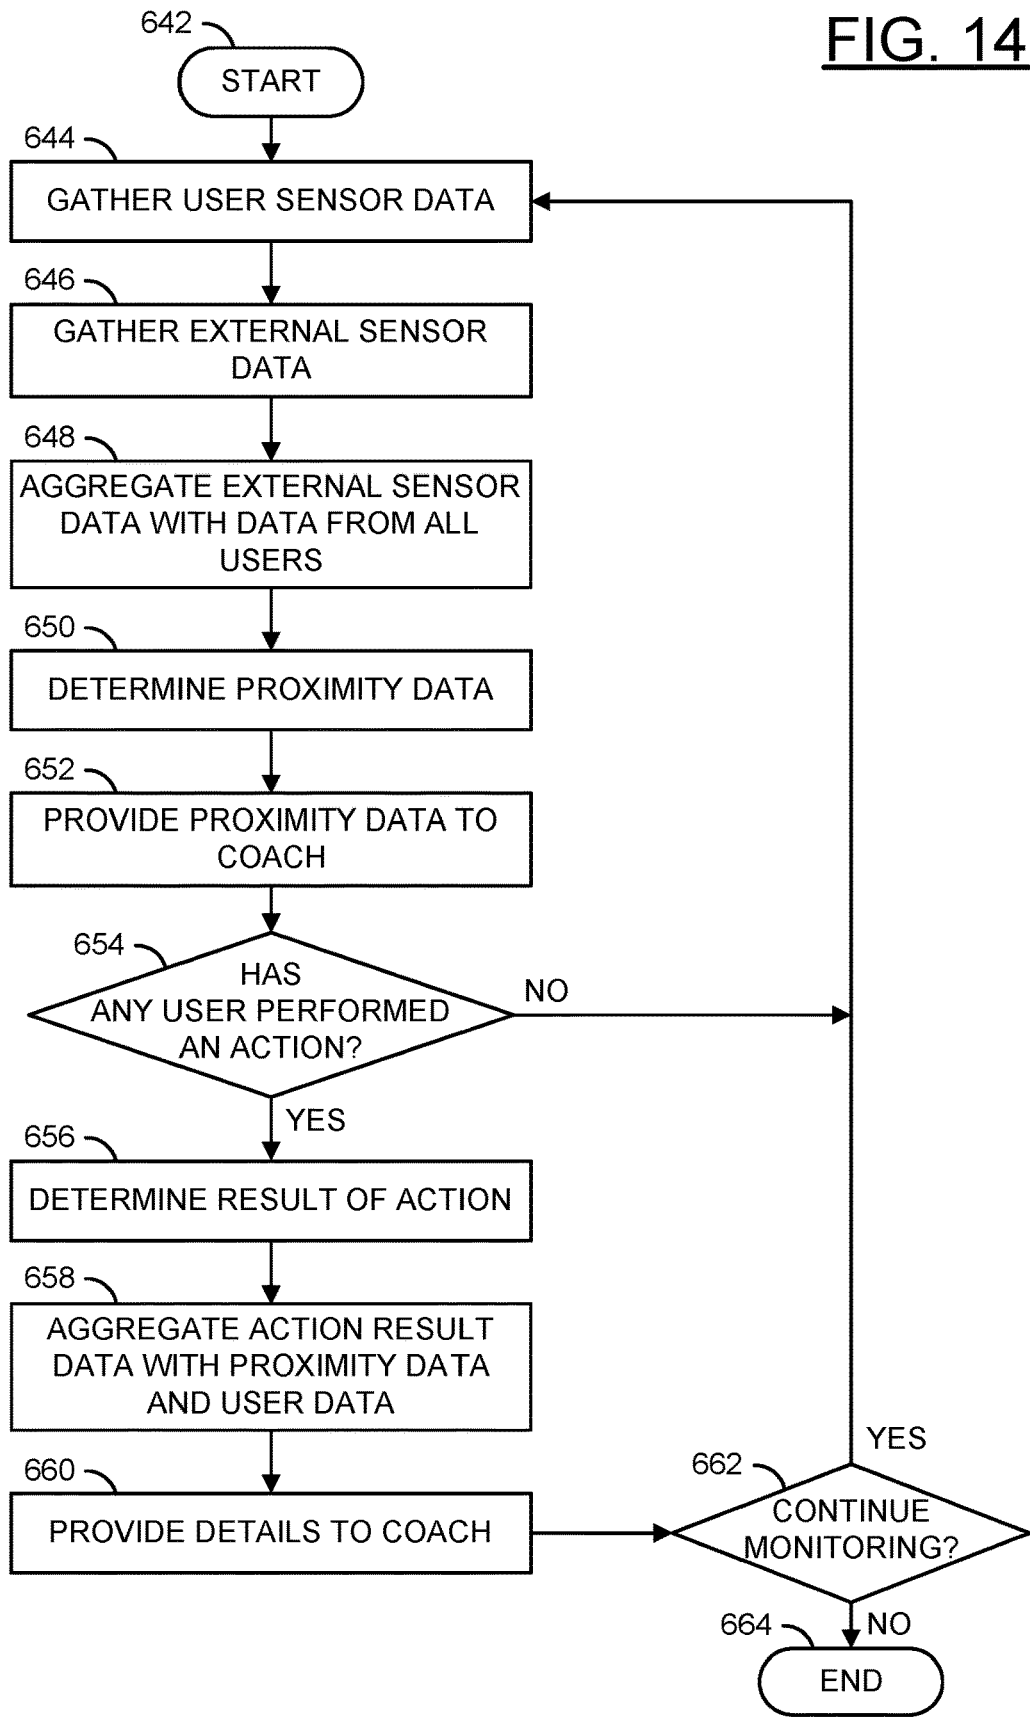 FIG. 14
642
START
644
GATHER USER SENSOR DATA
646
GATHER EXTERNAL SENSOR
DATA
648
AGGREGATE EXTERNAL SENSOR
DATA WITH DATA FROM ALL
USERS
650
DETERMINE PROXIMITY DATA
652
PROVIDE PROXIMITY DATA TO
COACH
654
HAS
ANY USER PERFORMED
AN ACTION?
NO
YES
656
DETERMINE RESULT OF ACTION
658
AGGREGATE ACTION RESULT
DATA WITH PROXIMITY DATA
AND USER DATA
660
PROVIDE DETAILS TO COACH
662
YES
CONTINUE
MONITORING?
NO
664
END